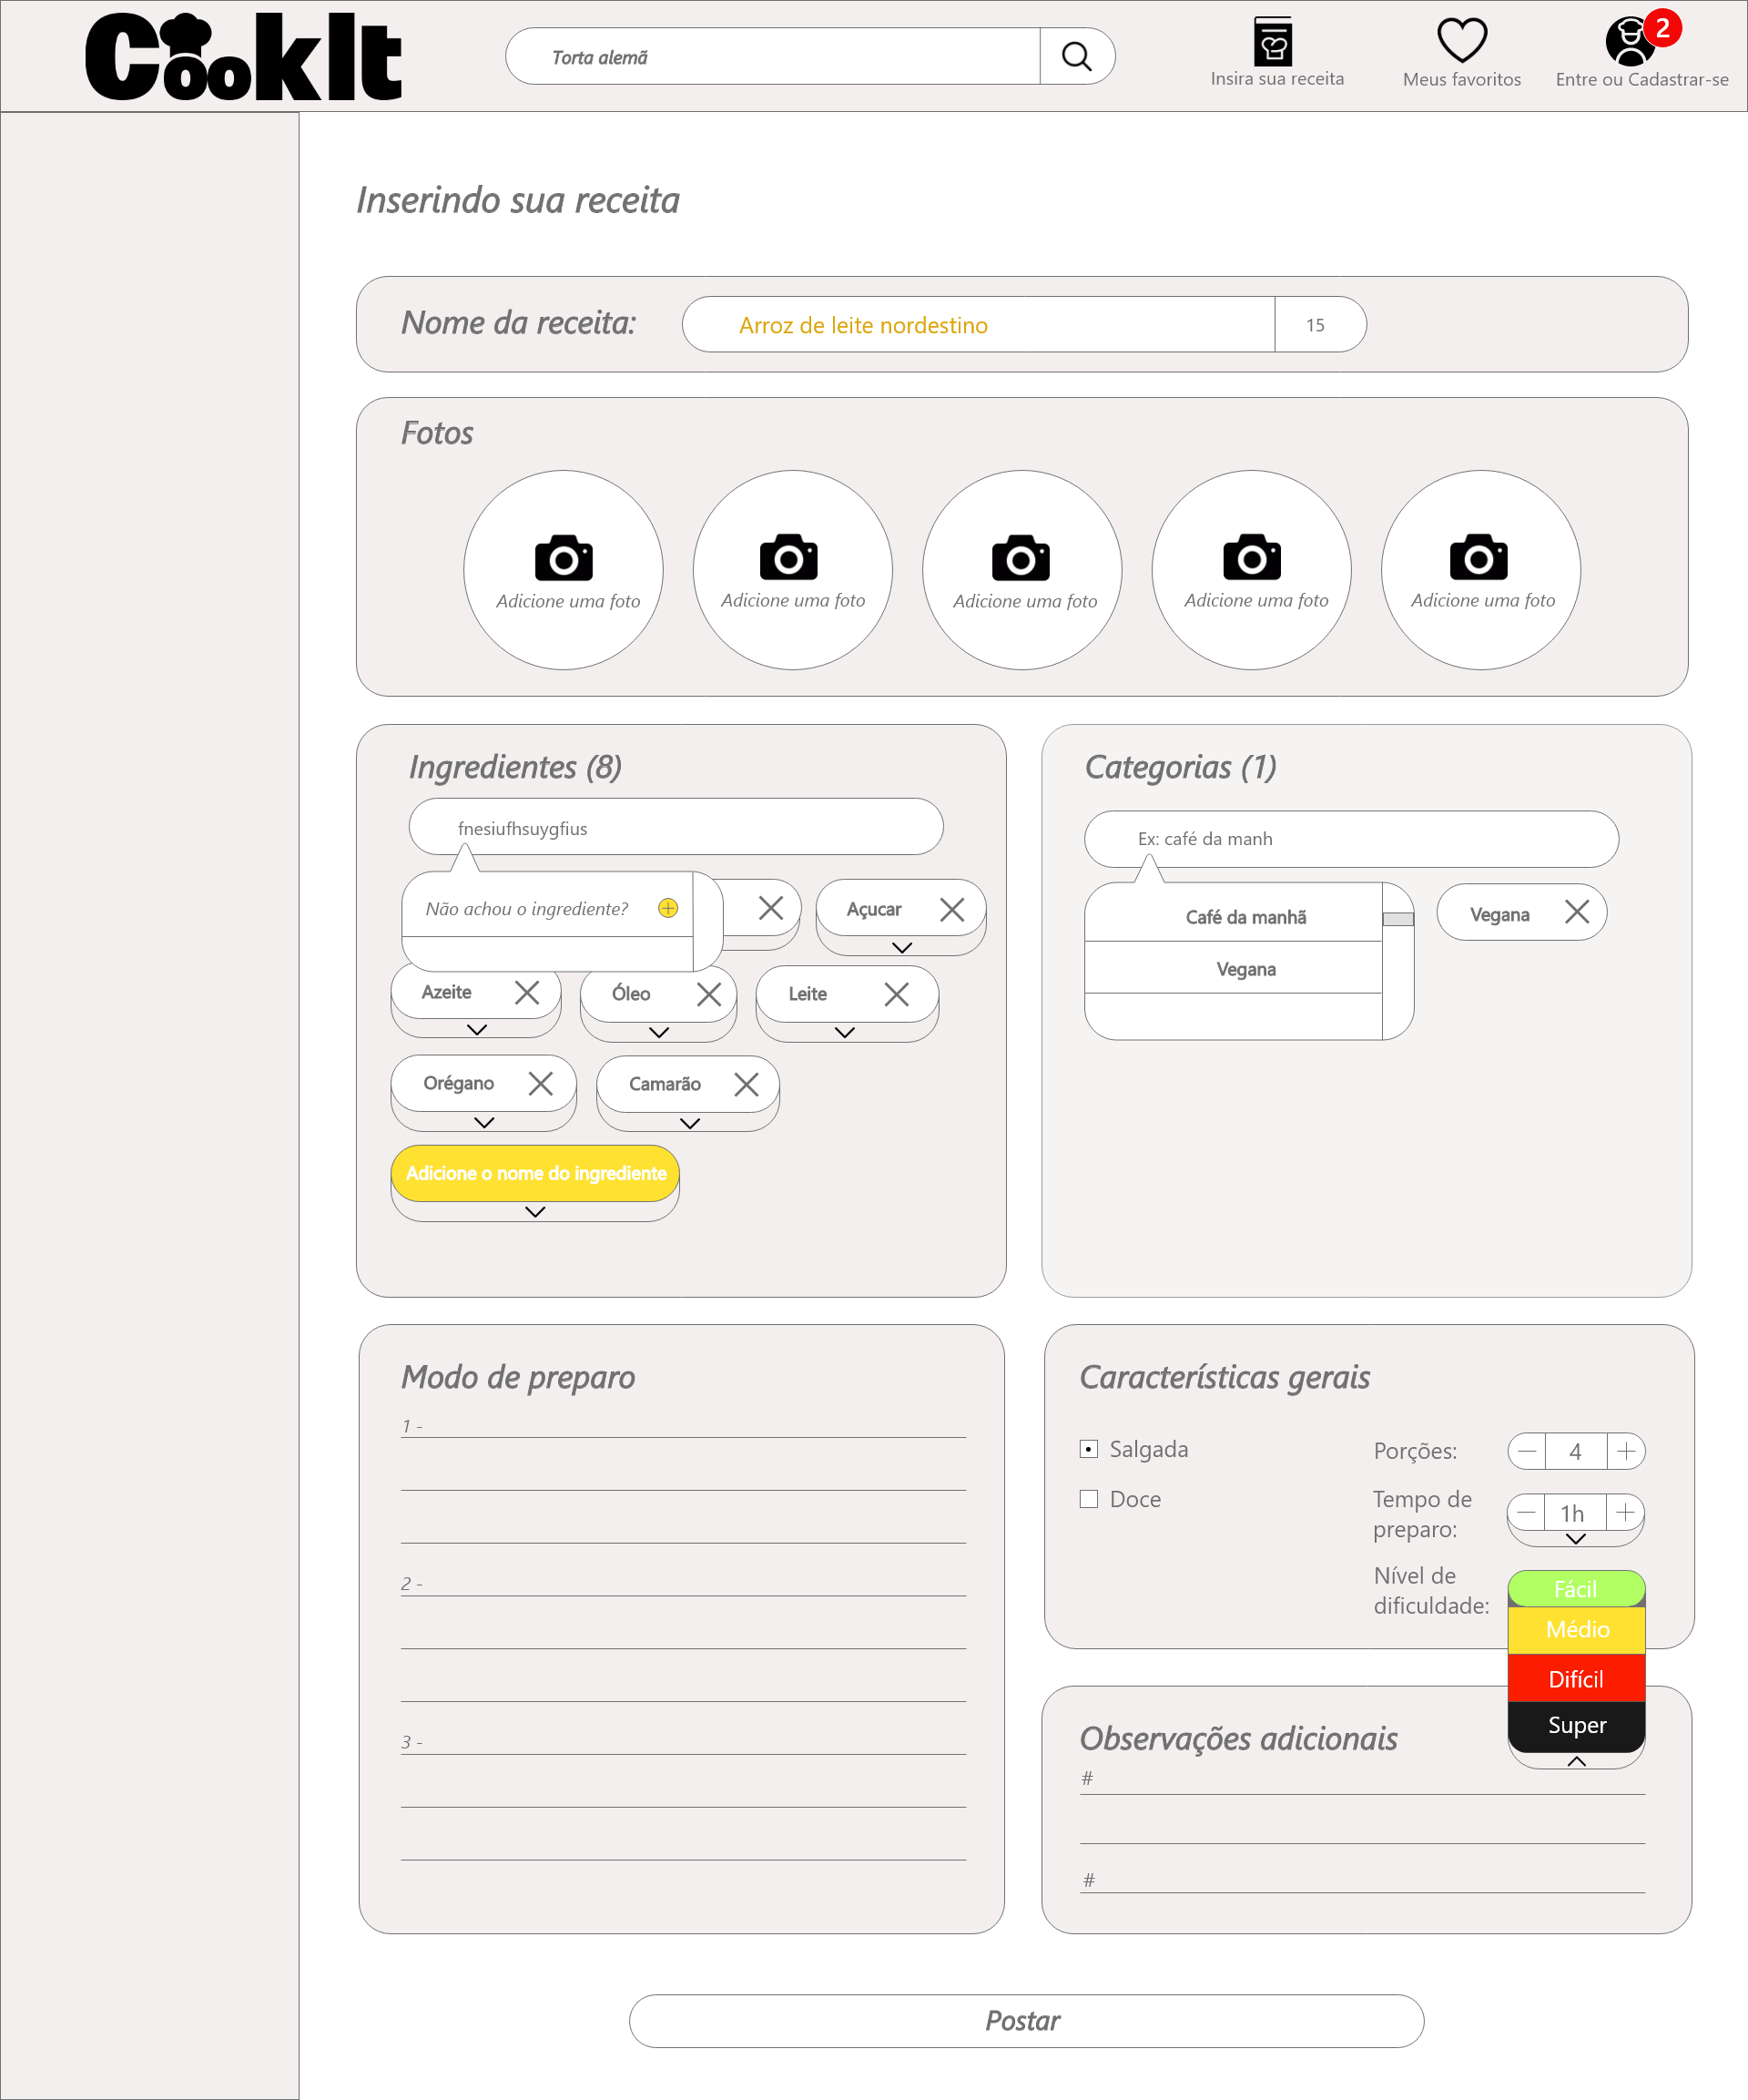 CookIt
Torta alemã
Insira sua receita
Meus favoritos
2
Entre ou Cadastrar-se
Inserindo sua receita
Nome da receita:
Arroz de leite nordestino
15
Fotos
Adicione uma foto
Adicione uma foto
Adicione uma foto
Adicione uma foto
Adicione uma foto
Ingredientes (8)
fnesiufhsuygfius
Não achou o ingrediente?
Açucar
Azeite
Óleo
Leite
Orégano
Camarão
Adicione o nome do ingrediente
Categorias (1)
Ex: café da manh
Café da manhã
Vegana
Vegana
Modo de preparo
1 -
2 -
3 -
Características gerais
Salgada
Doce
Porções:
4
Tempo de
preparo:
1h
Nível de
dificuldade:
Fácil
Médio
Difícil
Super
Observações adicionais
#
#
Postar